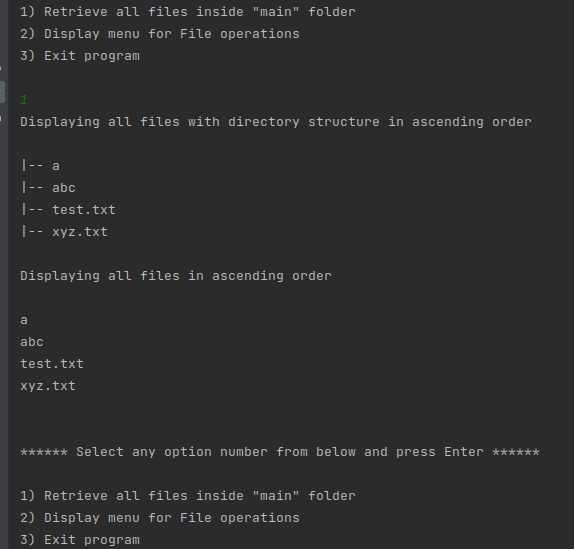 1) Retrieve all files inside "main" folder
2) Display menu for File operations
3) Exit program
1
Displaying all files with directory structure in ascending order
|-- a
|-- abc
|-- test.txt
|-- xyz.txt
Displaying all files in ascending order
a
abc
test.txt
xyz.txt
****** Select any option number from below and press Enter ******
1) Retrieve all files inside "main" folder
2) Display menu for File operations
3) Exit program